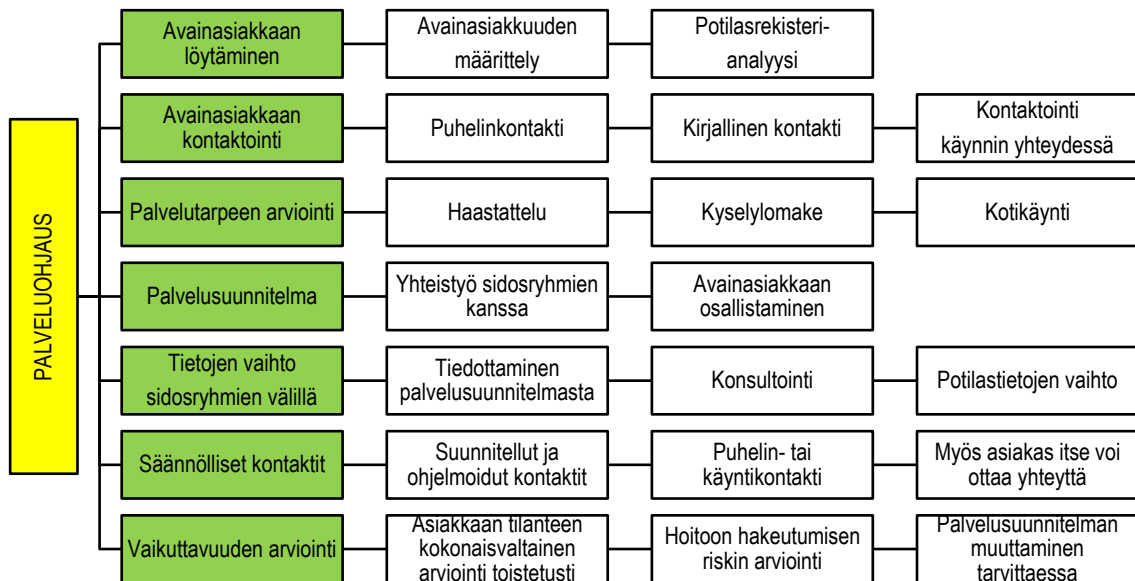 PALVELUOHJAUS
Avainasiakkaan
löytäminen
Avainasiakkuuden
määrittely
Potilasrekisteri-
analyysi
Avainasiakkaan
kontaktointi
Puhelinkontakti
Kirjallinen kontakti
Kontaktointi
käynnin yhteydessä
Palvelutarpeen arviointi
Haastattelu
Kyselylomake
Kotikäynti
Palvelusuunnitelma
Yhteistyö sidosryhmien
kanssa
Avainasiakkaan
osallistaminen
Tietojen vaihto
sidosryhmien välillä
Tiedottaminen
palvelusuunnitelmasta
Konsultointi
Potilastietojen vaihto
Säännölliset kontaktit
Suunnitellut ja
ohjelmoidut kontaktit
Puhelin- tai
käyntikontakti
Myös asiakas itse voi
ottaa yhteyttä
Vaikuttavuuden arviointi
Asiakkaan tilanteen
kokonaisvaltainen
arviointi toistetusti
Hoitoon hakeutumisen
riskin arviointi
Palvelusuunnitelman
muuttaminen
tarvittaessa